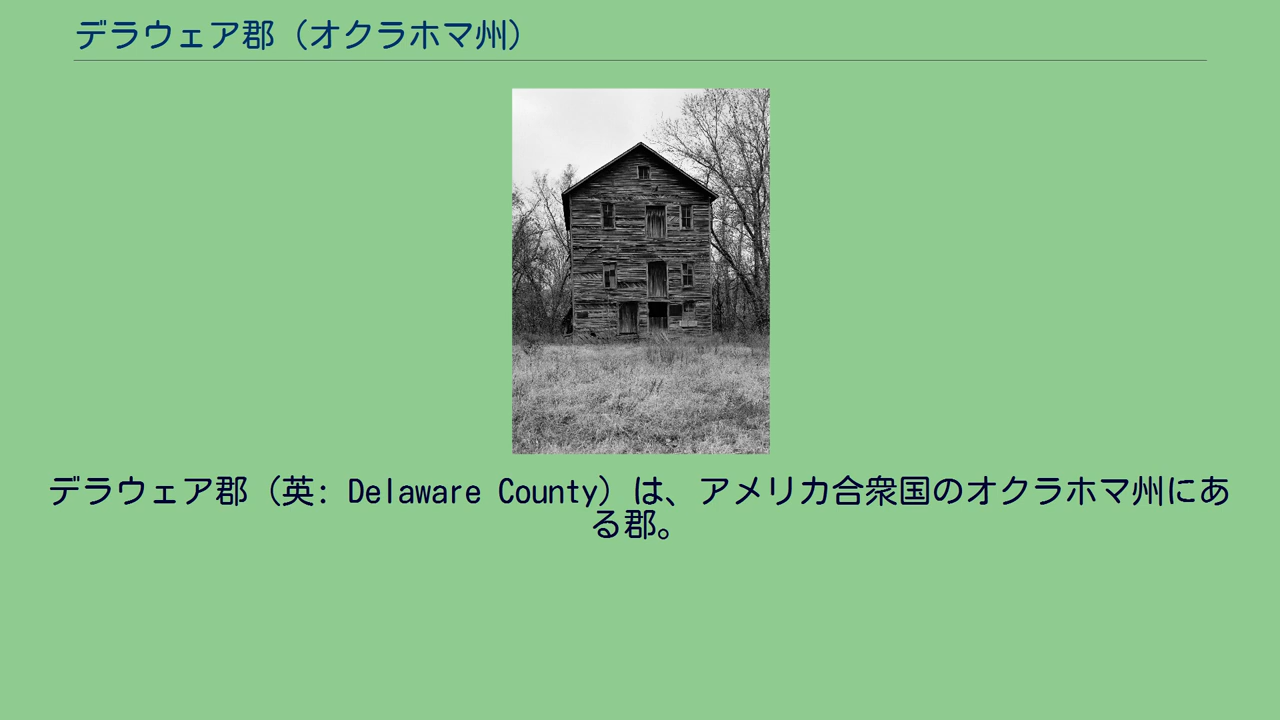 デラウェア郡（オクラホマ州）
デラウェア郡（英: Delaware County）は、アメリカ合衆国のオクラホマ州にあ
る郡。